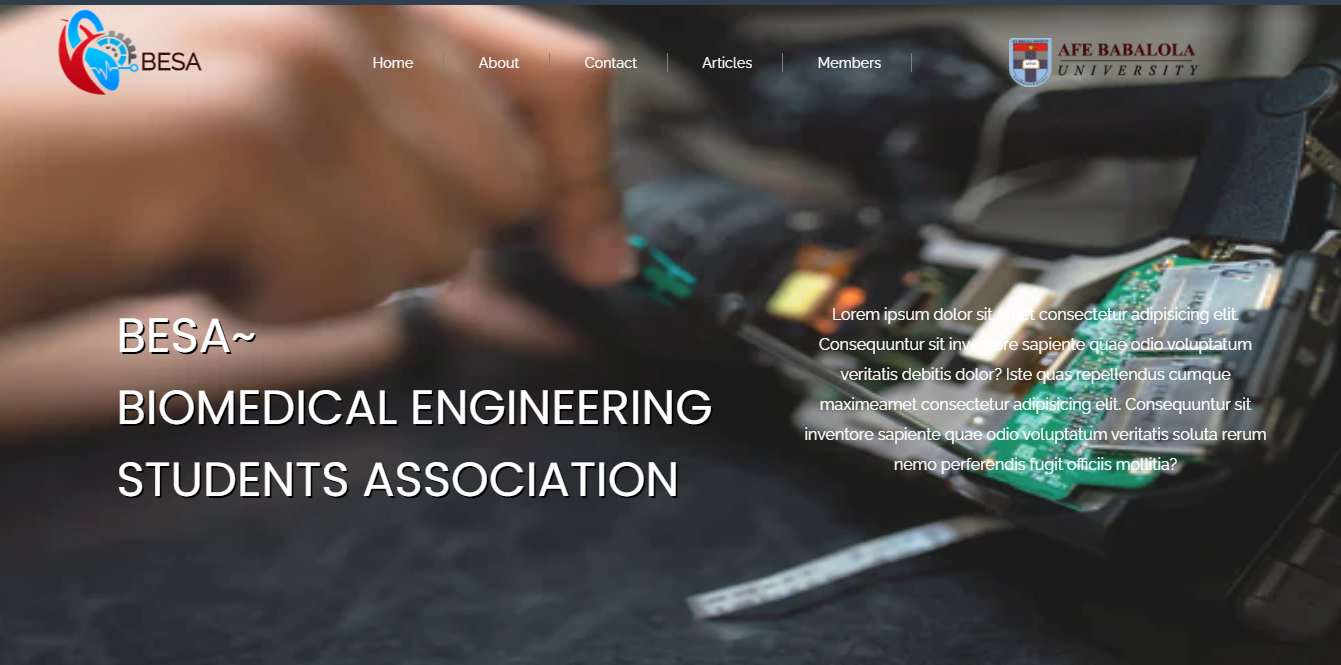 BESA
Home
About
Contact
Articles
Members
AFE BABALOLA
UNIVERSITY
BESA~
BIOMEDICAL ENGINEERING
STUDENTS ASSOCIATION
Lorem ipsum dolor sit amet consectetur adipisicing elit.
Consequuntur sit inventore sapiente quae odio voluptatum
veritatis debitis dolor? Iste quas repellendus cumque
maximeamet consectetur adipisicing elit. Consequuntur sit
inventore sapiente quae odio voluptatum veritatis soluta rerum
nemo perferendis fugit officiis mollitia?